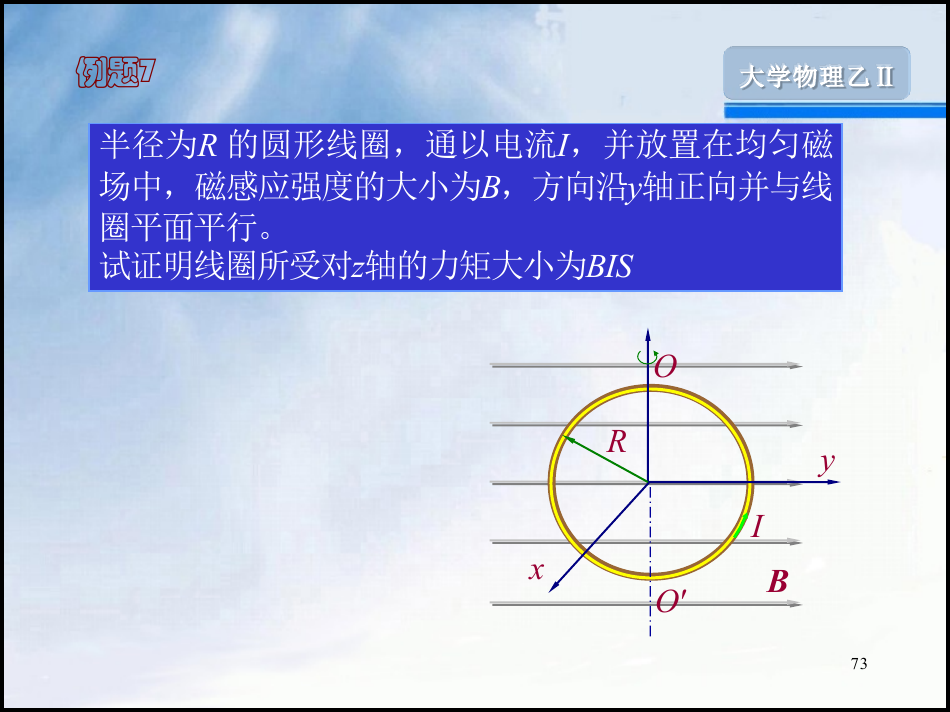 例题7
大学物理乙Ⅱ
半径为R 的圆形线圈，通以电流I，并放置在均匀磁
场中，磁感应强度的大小为B，方向沿y轴正向并与线
圈平面平行。
试证明线圈所受对z轴的力矩大小为BIS
O
R
y
I
x
B
O'
73